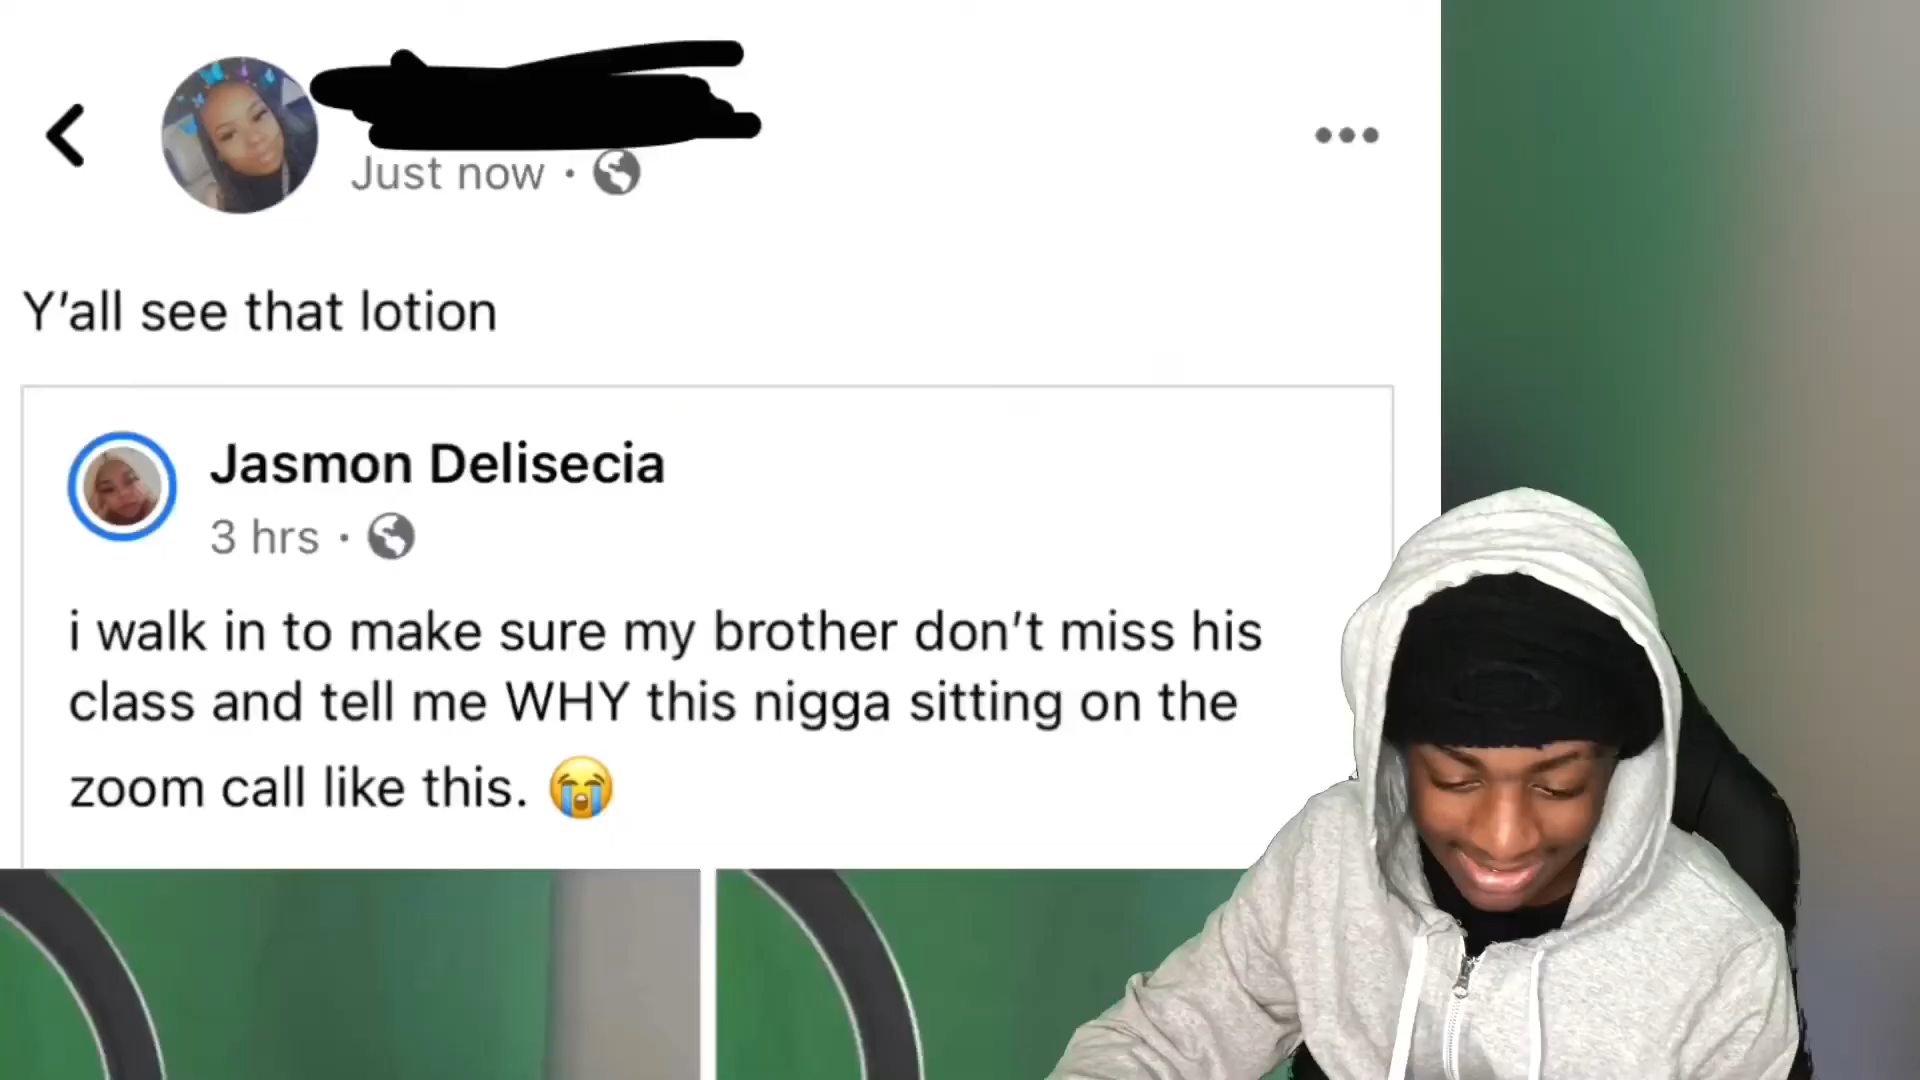 Just now ·
Y'all see that lotion
Jasmon Delisecia
3 hrs ·
i walk in to make sure my brother don't miss his
class and tell me WHY this nigga sitting on the
zoom call like this. 😭